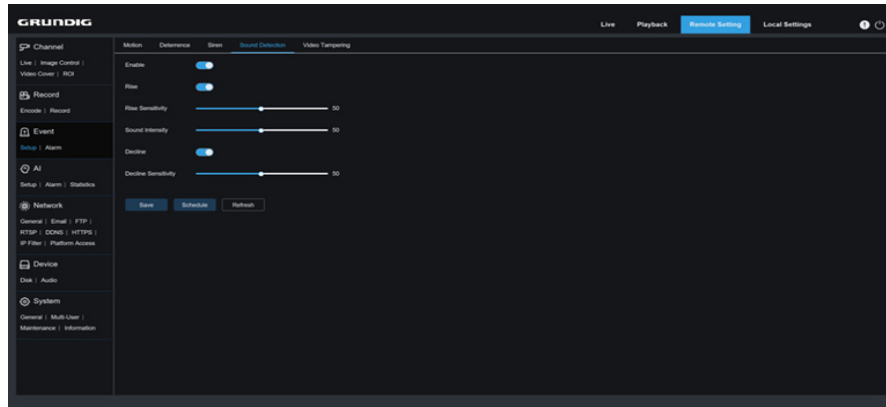 GRUNDIG
Live Playback Remote Setting Local Settings
Channel
Live | Image Control |
Video Cover | ROI
Record
Encode | Record
Event
Setup | Alarm
AI
Setup | Alarm | Statistics
Network
General | Email | FTP |
RTSP | DDNS | HTTPS |
IP Filter | Platform Access
Device
Disk | Audio
System
General | Multi-User |
Maintenance | Information
Motion Deterrence Siren Sound Detection Video Tampering
Enable
Rise
Rise Sensitivity 50
Sound Intensity 50
Decline
Decline Sensitivity 50
Save Schedule Refresh